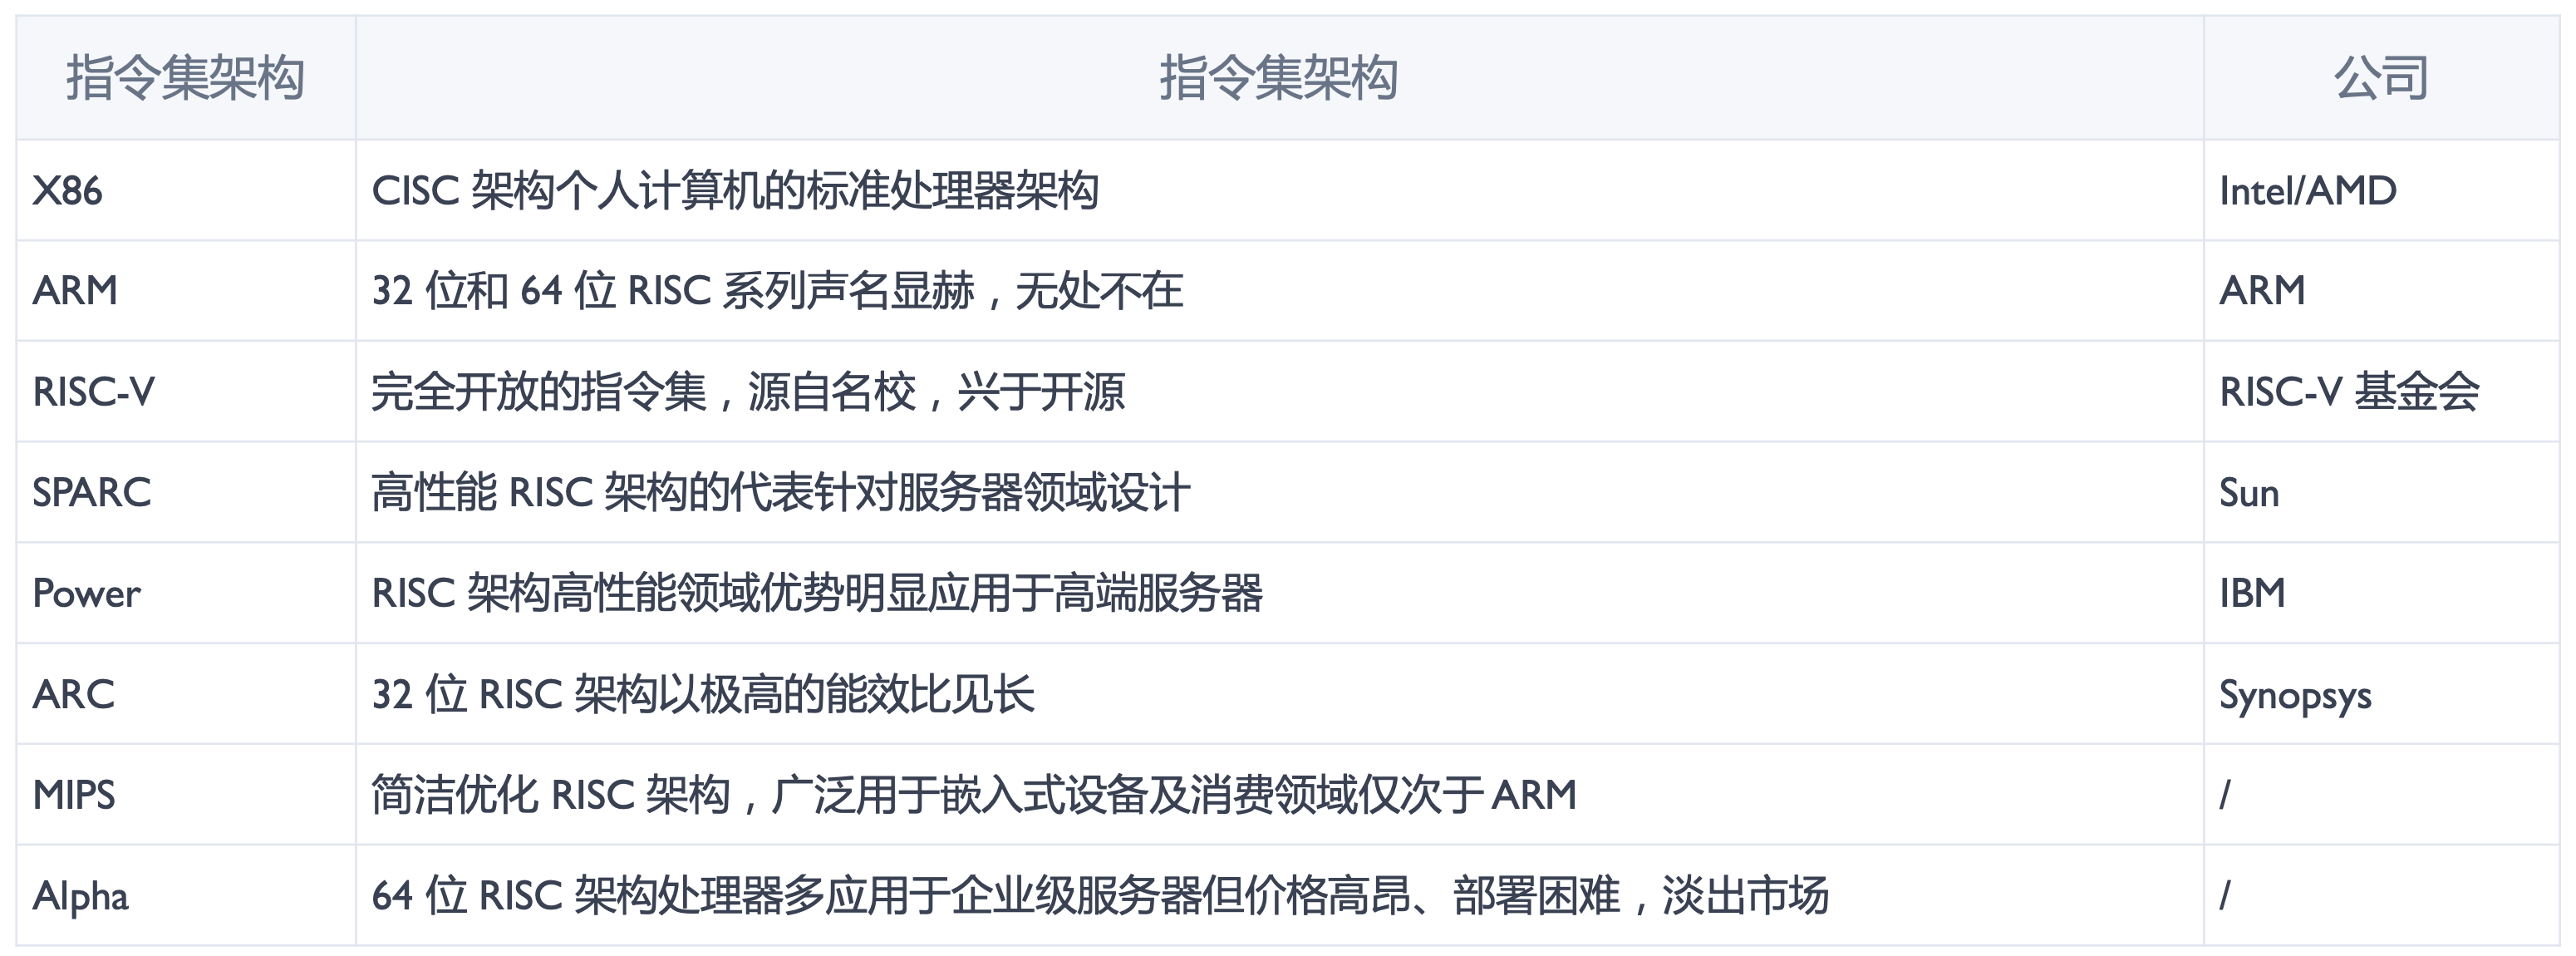 指令集架构 指令集架构 公司
X86 CISC 架构个人计算机的标准处理器架构 Intel/AMD
ARM 32 位和 64 位 RISC 系列声名显赫，无处不在 ARM
RISC-V 完全开放的指令集，源自名校，兴于开源 RISC-V 基金会
SPARC 高性能 RISC 架构的代表针对服务器领域设计 Sun
Power RISC 架构高性能领域优势明显应用于高端服务器 IBM
ARC 32 位 RISC 架构以极高的能效比见长 Synopsys
MIPS 简洁优化 RISC 架构，广泛用于嵌入式设备及消费领域仅次于 ARM /
Alpha 64 位 RISC 架构处理器多应用于企业级服务器但价格高昂、部署困难，淡出市场 /